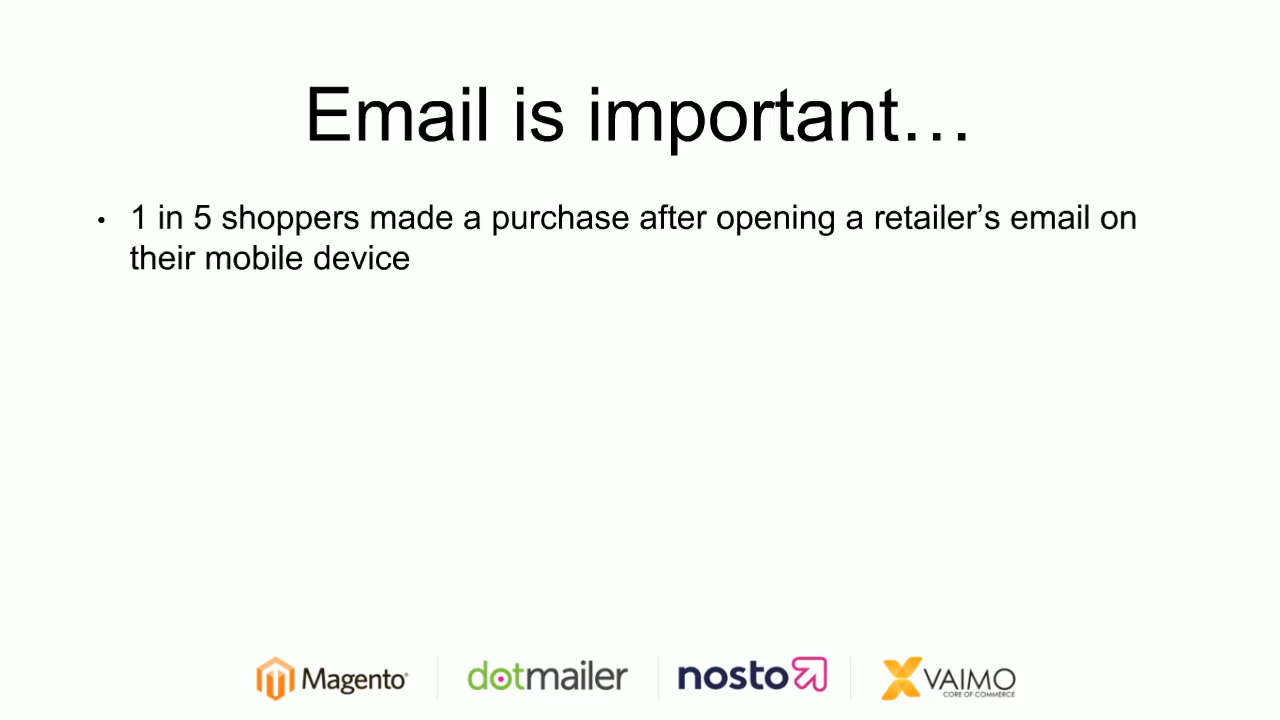 Email is important…
• 1 in 5 shoppers made a purchase after opening a retailer’s email on
their mobile device
Magento
dotmailer
nosto
VAIMO
CORE OF COMMERCE